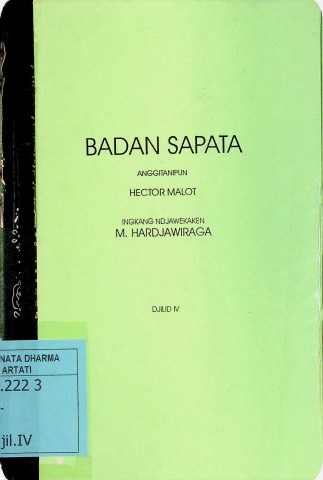 BADAN SAPATA
ANGGITANIPUN
HECTOR MALOT
INGKANG NDJAWEKAKEN
M. HARDJAWIRAGA
DJILID IV
NATA DHARMA
ARTATI
.222 3
-
jil.IV